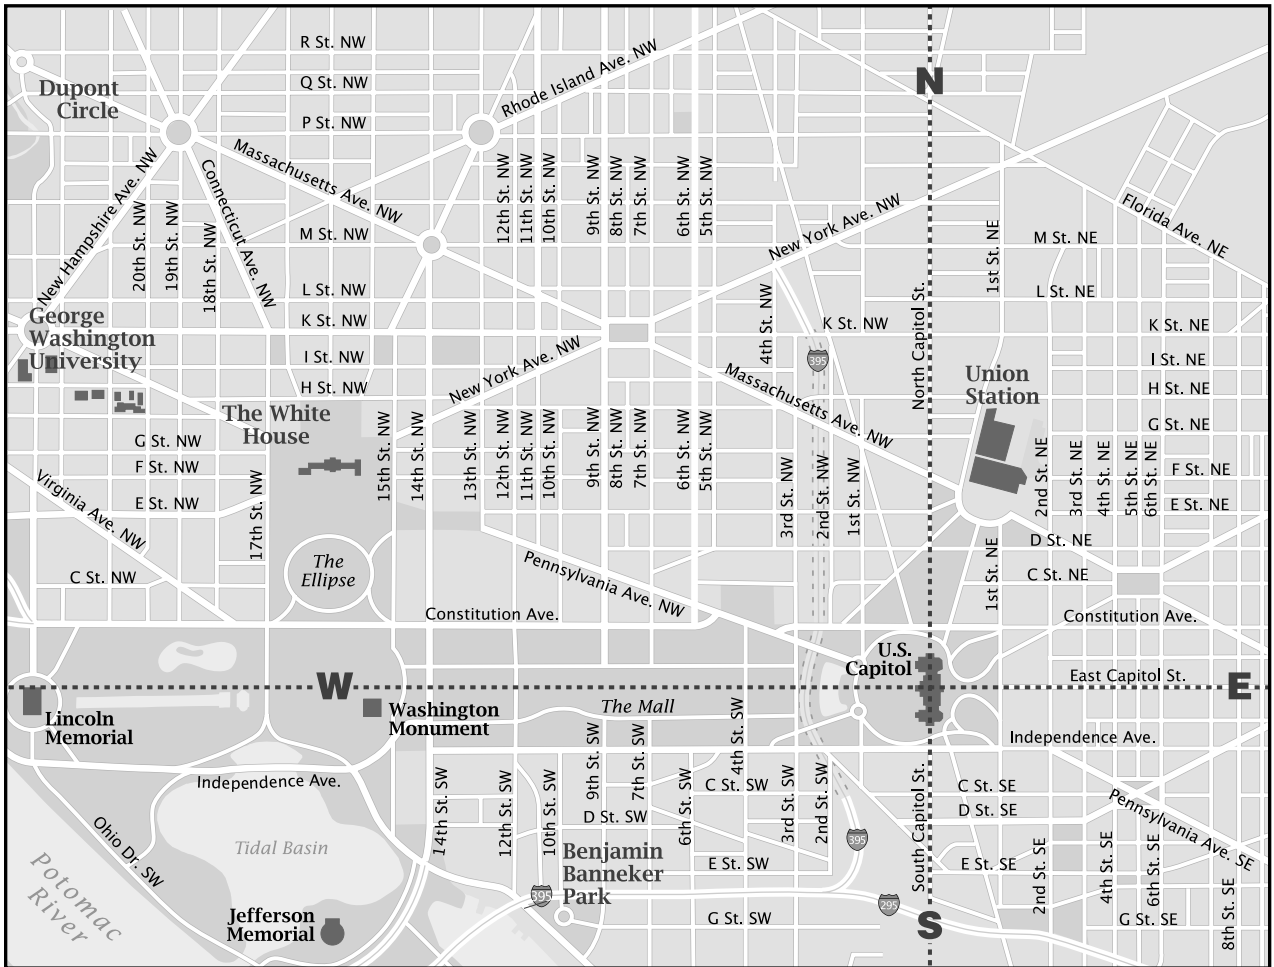 R St. NW
Q St. NW
P St. NW
Rhode Island Ave. NW
N
Dupont
Circle
Massachusetts Ave. NW
New Hampshire Ave. NW
Connecticut Ave. NW
20th St. NW
19th St. NW
18th St. NW
M St. NW
L St. NW
K St. NW
I St. NW
H St. NW
12th St. NW
11th St. NW
10th St. NW
9th St. NW
8th St. NW
7th St. NW
6th St. NW
5th St. NW
New York Ave. NW
Florida Ave. NE
1st St. NE
M St. NE
L St. NE
4th St. NW
K St. NW
395
North Capitol St.
K St. NE
I St. NE
H St. NE
G St. NE
George
Washington
University
New York Ave. NW
Massachusetts Ave. NW
Union
Station
The White
House
G St. NW
F St. NW
E St. NW
Virginia Ave. NW
17th St. NW
15th St. NW
14th St. NW
13th St. NW
12th St. NW
11th St. NW
10th St. NW
9th St. NW
8th St. NW
7th St. NW
6th St. NW
5th St. NW
3rd St. NW
2nd St. NW
1st St. NW
2nd St. NE
3rd St. NE
4th St. NE
5th St. NE
6th St. NE
F St. NE
E St. NE
D St. NE
C St. NE
1st St. NE
C St. NW
The
Ellipse
Pennsylvania Ave. NW
Constitution Ave.
Constitution Ave.
U.S.
Capitol
W
East Capitol St.
E
Lincoln
Memorial
Washington
Monument
The Mall
Independence Ave.
Independence Ave.
14th St. SW
12th St. SW
10th St. SW
9th St. SW
7th St. SW
6th St. SW
4th St. SW
3rd St. SW
2nd St. SW
C St. SW
D St. SW
E St. SW
G St. SW
South Capitol St.
C St. SE
D St. SE
E St. SE
G St. SE
Pennsylvania Ave. SE
2nd St. SE
4th St. SE
6th St. SE
8th St. SE
Ohio Dr. SW
Tidal Basin
Potomac
River
Benjamin
Banneker
Park
395
395
295
Jefferson
Memorial
S